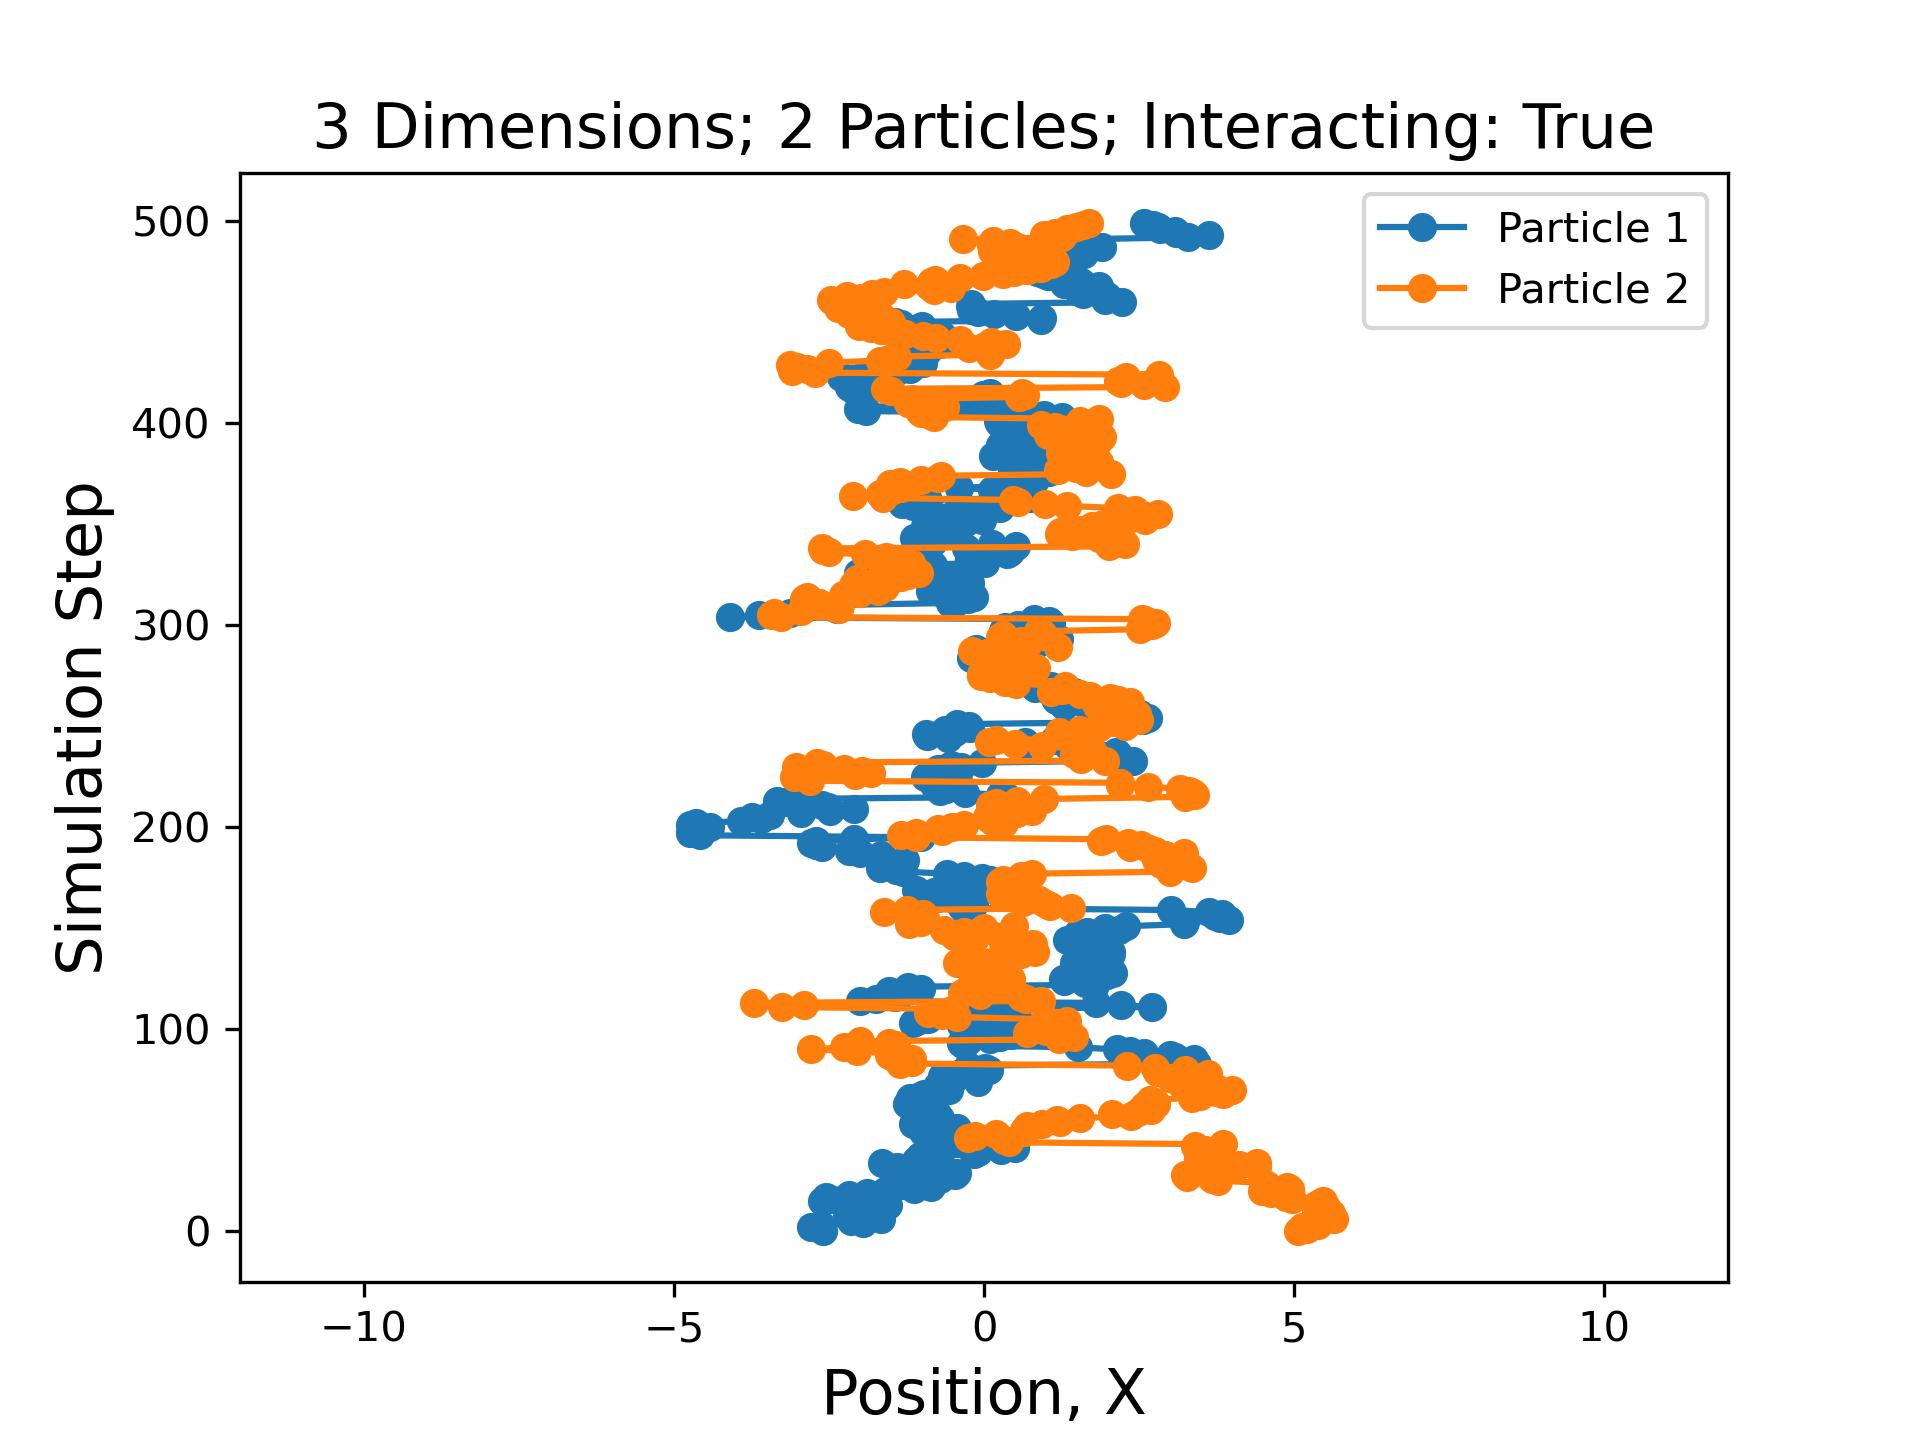 3 Dimensions; 2 Particles; Interacting: True
Particle 1
Particle 2
500
400
300
200
100
0
Simulation Step
−10
−5
0
5
10
Position, X